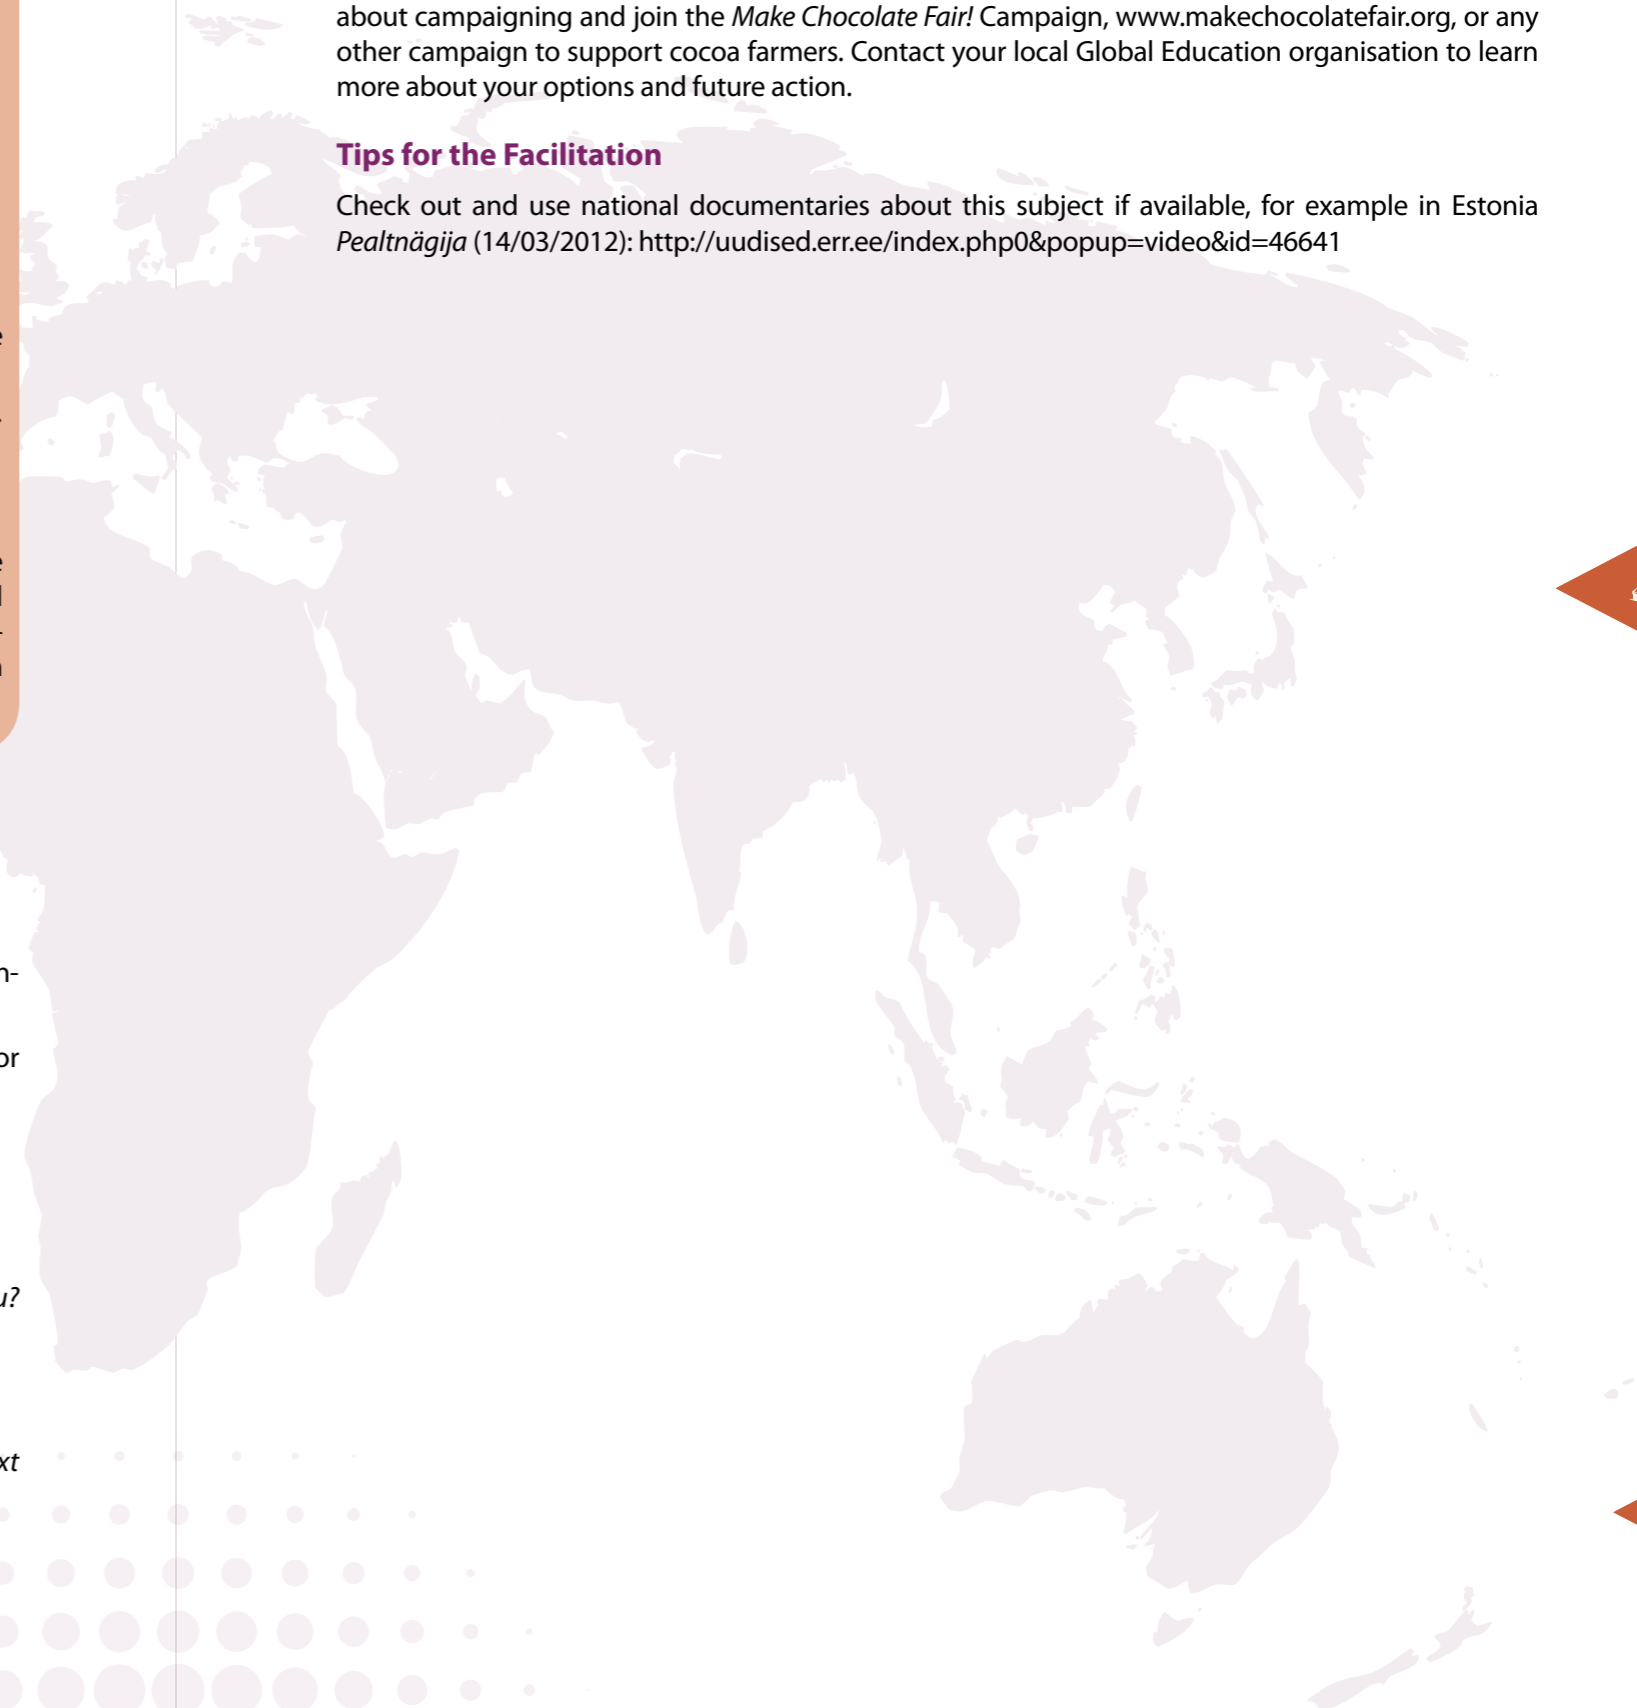 about campaigning and join the Make Chocolate Fair! Campaign, www.makechocolatefair.org, or any
other campaign to support cocoa farmers. Contact your local Global Education organisation to learn
more about your options and future action.
Tips for the Facilitation
Check out and use national documentaries about this subject if available, for example in Estonia
Pealtnägija (14/03/2012): http://uudised.err.ee/index.php0&popup=video&id=46641